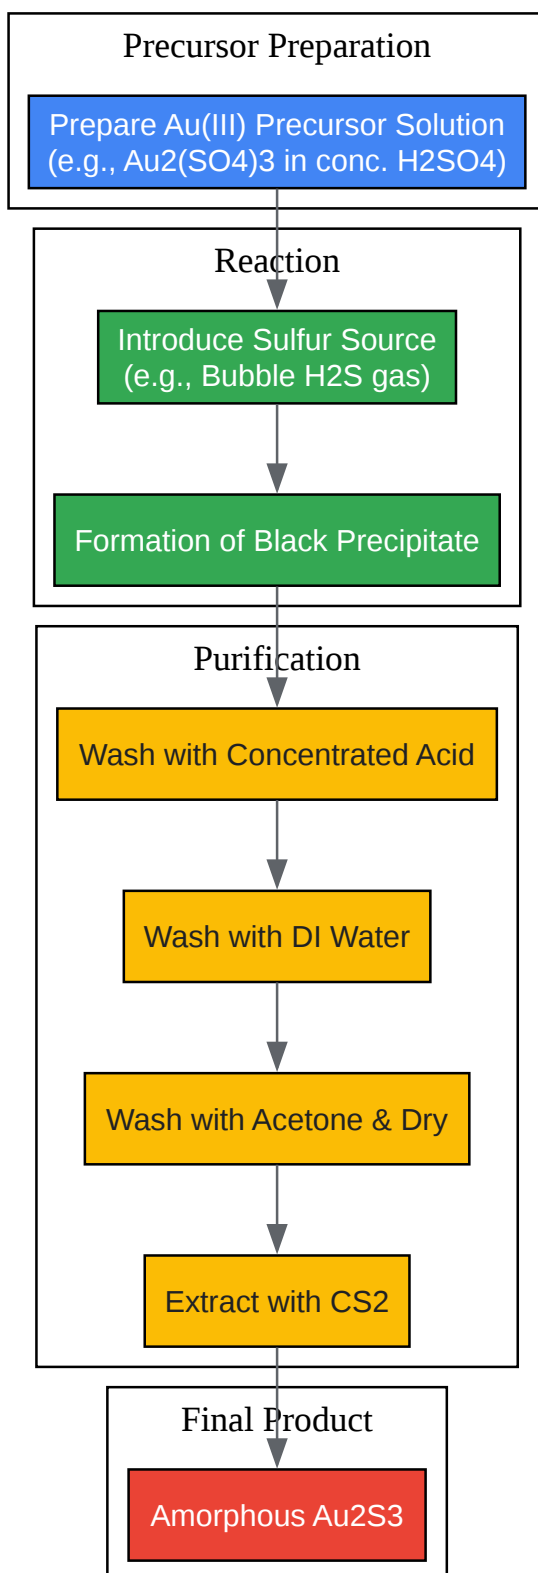 Precursor Preparation
Prepare Au(III) Precursor Solution
(e.g., Au2(SO4)3 in conc. H2SO4)
Reaction
Introduce Sulfur Source
(e.g., Bubble H2S gas)
Formation of Black Precipitate
Purification
Wash with Concentrated Acid
Wash with DI Water
Wash with Acetone & Dry
Extract with CS2
Final Product
Amorphous Au2S3